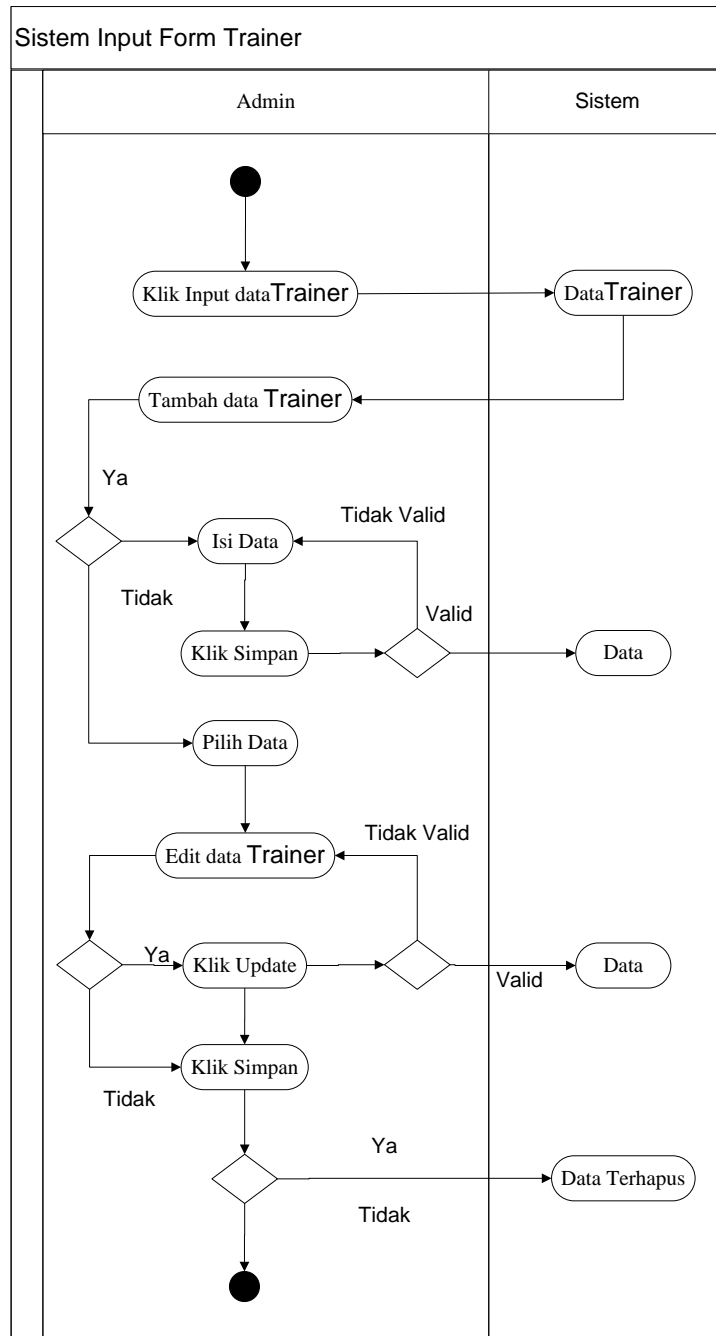 Sistem Input Form Trainer
Admin
Sistem
Klik Input dataTrainer
DataTrainer
Tambah data Trainer
Ya
Tidak Valid
Isi Data
Tidak
Valid
Klik Simpan
Data
Pilih Data
Tidak Valid
Edit data Trainer
Ya
Klik Update
Data
Valid
Klik Simpan
Tidak
Ya
Data Terhapus
Tidak